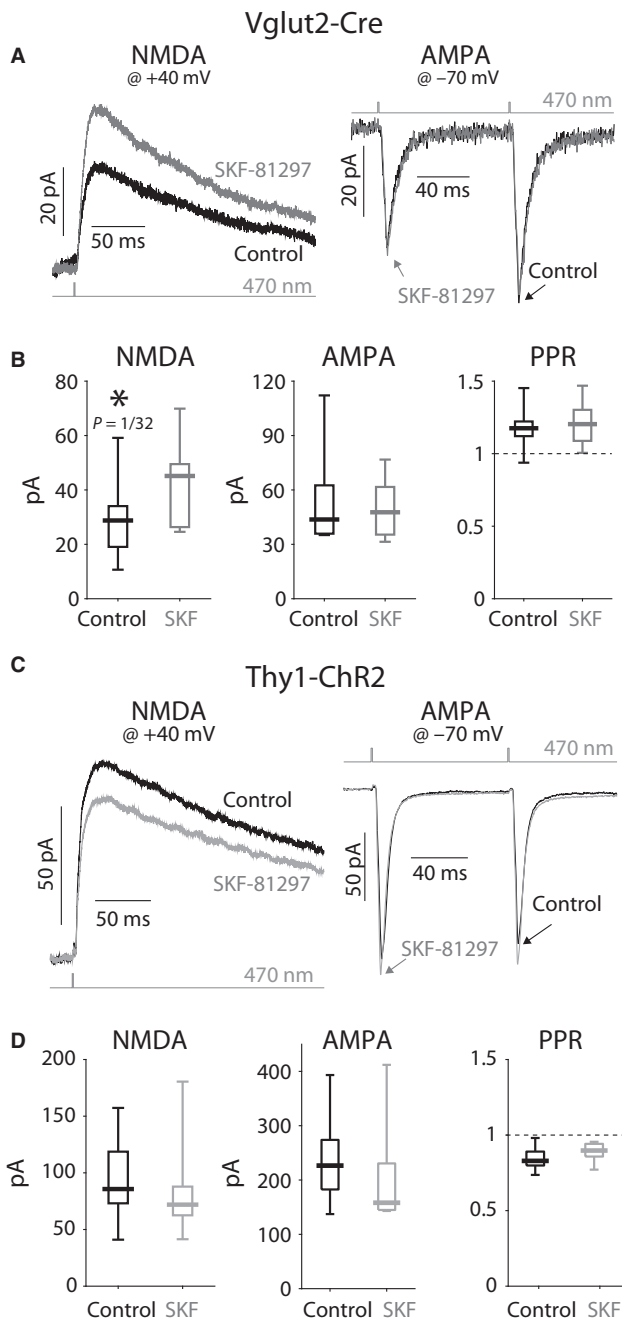 Vglut2-Cre
A
NMDA
@ +40 mV
SKF-81297
20 pA
50 ms
Control
470 nm
AMPA
@ –70 mV
470 nm
20 pA
40 ms
Control
SKF-81297
B
NMDA
80
60
40
20
0
pA
*
P = 1/32
Control SKF
AMPA
120
90
60
30
0
pA
Control SKF
PPR
1.5
1
0.5
0
Control SKF
C
Thy1-ChR2
NMDA
@ +40 mV
Control
SKF-81297
50 pA
50 ms
470 nm
AMPA
@ –70 mV
470 nm
50 pA
40 ms
Control
SKF-81297
D
NMDA
200
150
100
50
0
pA
Control SKF
AMPA
400
300
200
100
0
pA
Control SKF
PPR
1.5
1
0.5
0
Control SKF